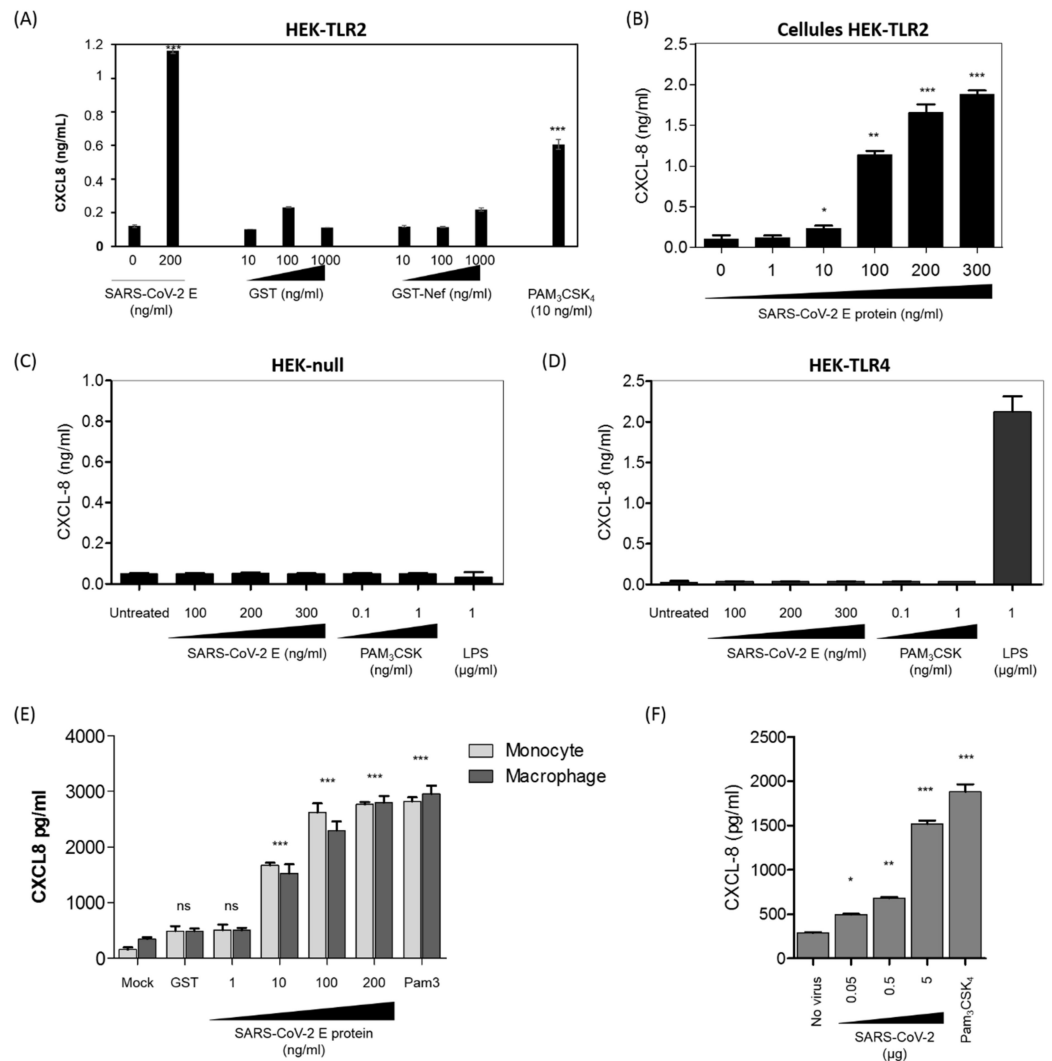 (A)
HEK-TLR2
CXCL8 (ng/mL)
1.2
1
0.8
0.6
0.4
0.2
0
***
***
0 200
10 100 1000
10 100 1000
SARS-CoV-2 E
(ng/ml)
GST (ng/ml)
GST-Nef (ng/ml)
PAM₃CSK₄
(10 ng/ml)
(B)
Cellules HEK-TLR2
CXCL-8 (ng/ml)
2.5
2.0
1.5
1.0
0.5
0.0
*
**
***
***
0 1 10 100 200 300
SARS-CoV-2 E protein (ng/ml)
(C)
HEK-null
CXCL-8 (ng/ml)
1.0
0.8
0.6
0.4
0.2
0.0
Untreated 100 200 300 0.1 1 1
SARS-CoV-2 E (ng/ml)
PAM₃CSK
(ng/ml)
LPS
(µg/ml)
(D)
HEK-TLR4
CXCL-8 (ng/ml)
2.5
2.0
1.5
1.0
0.5
0.0
Untreated 100 200 300 0.1 1 1
SARS-CoV-2 E (ng/ml)
PAM₃CSK
(ng/ml)
LPS
(µg/ml)
(E)
CXCL8 pg/ml
4000
3000
2000
1000
0
ns
ns
***
***
***
***
Monocyte
Macrophage
Mock GST 1 10 100 200 Pam3
SARS-CoV-2 E protein
(ng/ml)
(F)
CXCL-8 (pg/ml)
2500
2000
1500
1000
500
0
*
**
***
***
No virus
0.05
0.5
5
Pam₃CSK₄
SARS-CoV-2
(µg)